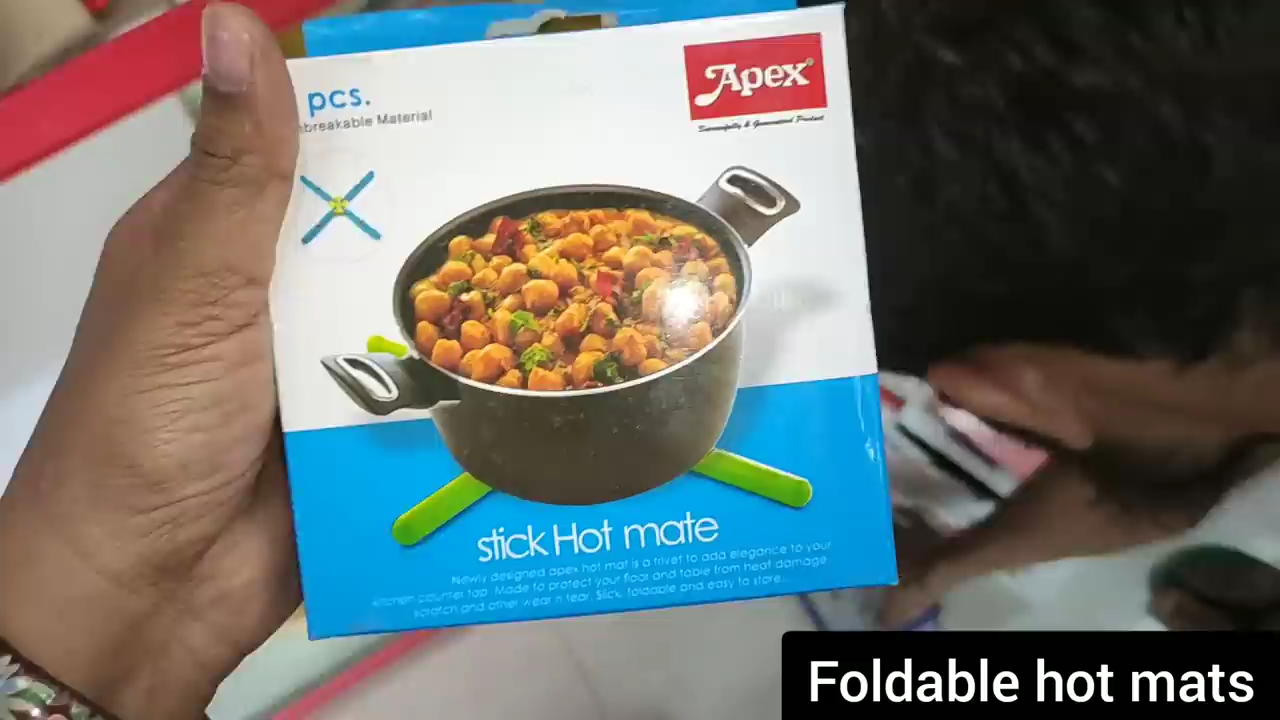 pcs.
Apex
nbreakable Material
stick Hot mate
Newly designed apex hot mat is a trivet to add elegance to your
kitchen counter top. Made to protect your floor and table from heat damage,
scratch and other wear n tear. Slick, foldable and easy to store...
Foldable hot mats